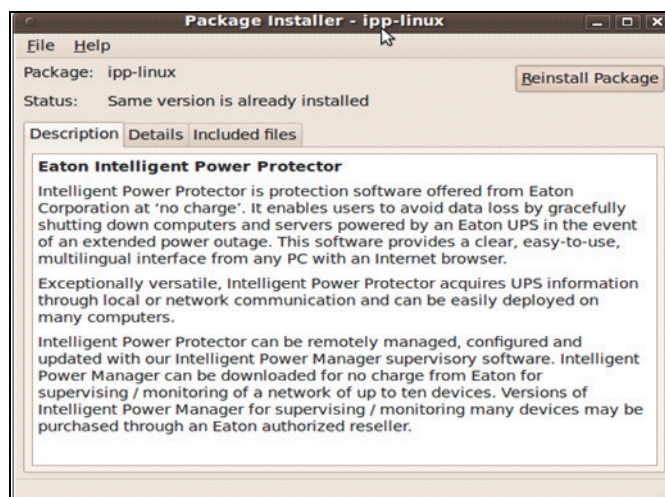 Package Installer - ipp-linux
File Help
Package: ipp-linux
Reinstall Package
Status: Same version is already installed
Description Details Included files
Eaton Intelligent Power Protector
Intelligent Power Protector is protection software offered from Eaton
Corporation at ‘no charge’. It enables users to avoid data loss by gracefully
shutting down computers and servers powered by an Eaton UPS in the event
of an extended power outage. This software provides a clear, easy-to-use,
multilingual interface from any PC with an Internet browser.
Exceptionally versatile, Intelligent Power Protector acquires UPS information
through local or network communication and can be easily deployed on
many computers.
Intelligent Power Protector can be remotely managed, configured and
updated with our Intelligent Power Manager supervisory software. Intelligent
Power Manager can be downloaded for no charge from Eaton for
supervising / monitoring of a network of up to ten devices. Versions of
Intelligent Power Manager for supervising / monitoring many devices may be
purchased through an Eaton authorized reseller.